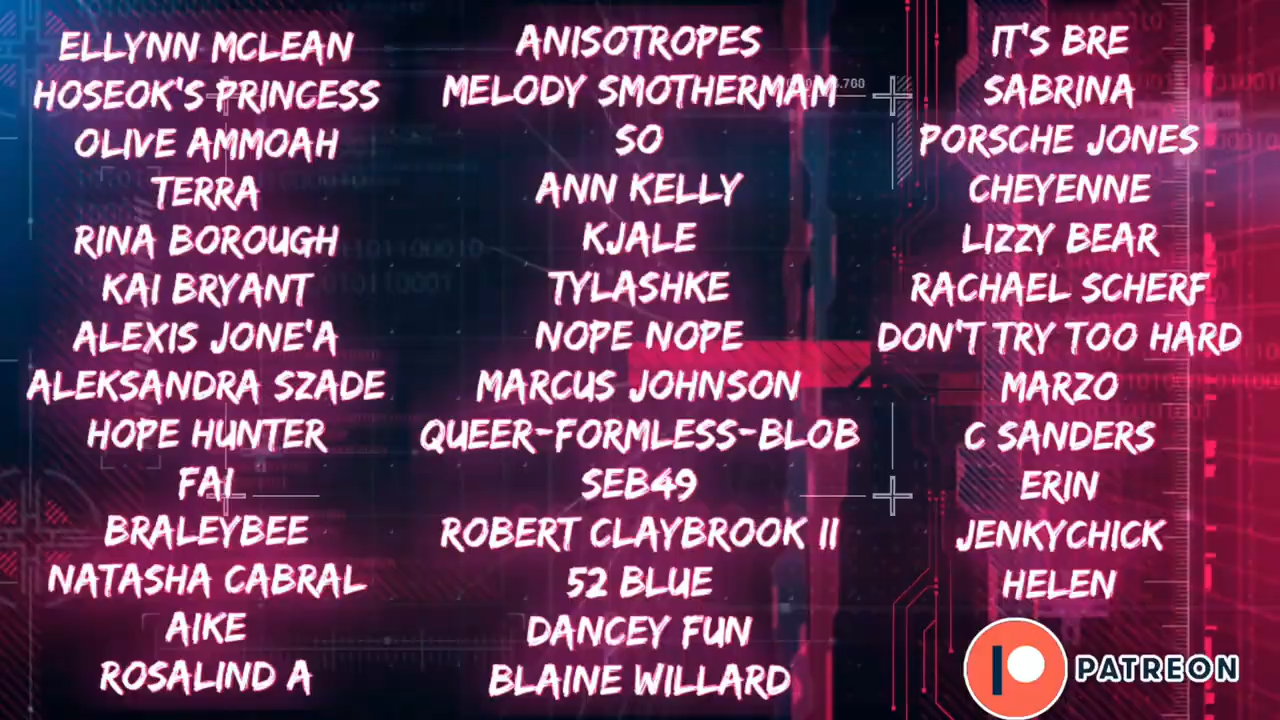 ELLYNN MCLEAN
HOSEOK'S PRINCESS
OLIVE AMMOAH
TERRA
RINA BOROUGH
KAI BRYANT
ALEXIS JONE'A
ALEKSANDRA SZADE
HOPE HUNTER
FAI
BRALEYBEE
NATASHA CABRAL
AIKE
ROSALIND A
ANISOTROPES
MELODY SMOTHERMAM
SO
ANN KELLY
KJALE
TYLASHKE
NOPE NOPE
MARCUS JOHNSON
QUEER-FORMLESS-BLOB
SEB49
ROBERT CLAYBROOK II
52 BLUE
DANCEY FUN
BLAINE WILLARD
IT'S BRE
SABRINA
PORSCHE JONES
CHEYENNE
LIZZY BEAR
RACHAEL SCHERF
DON'T TRY TOO HARD
MARZO
C SANDERS
ERIN
JENKYCHICK
HELEN
PATREON